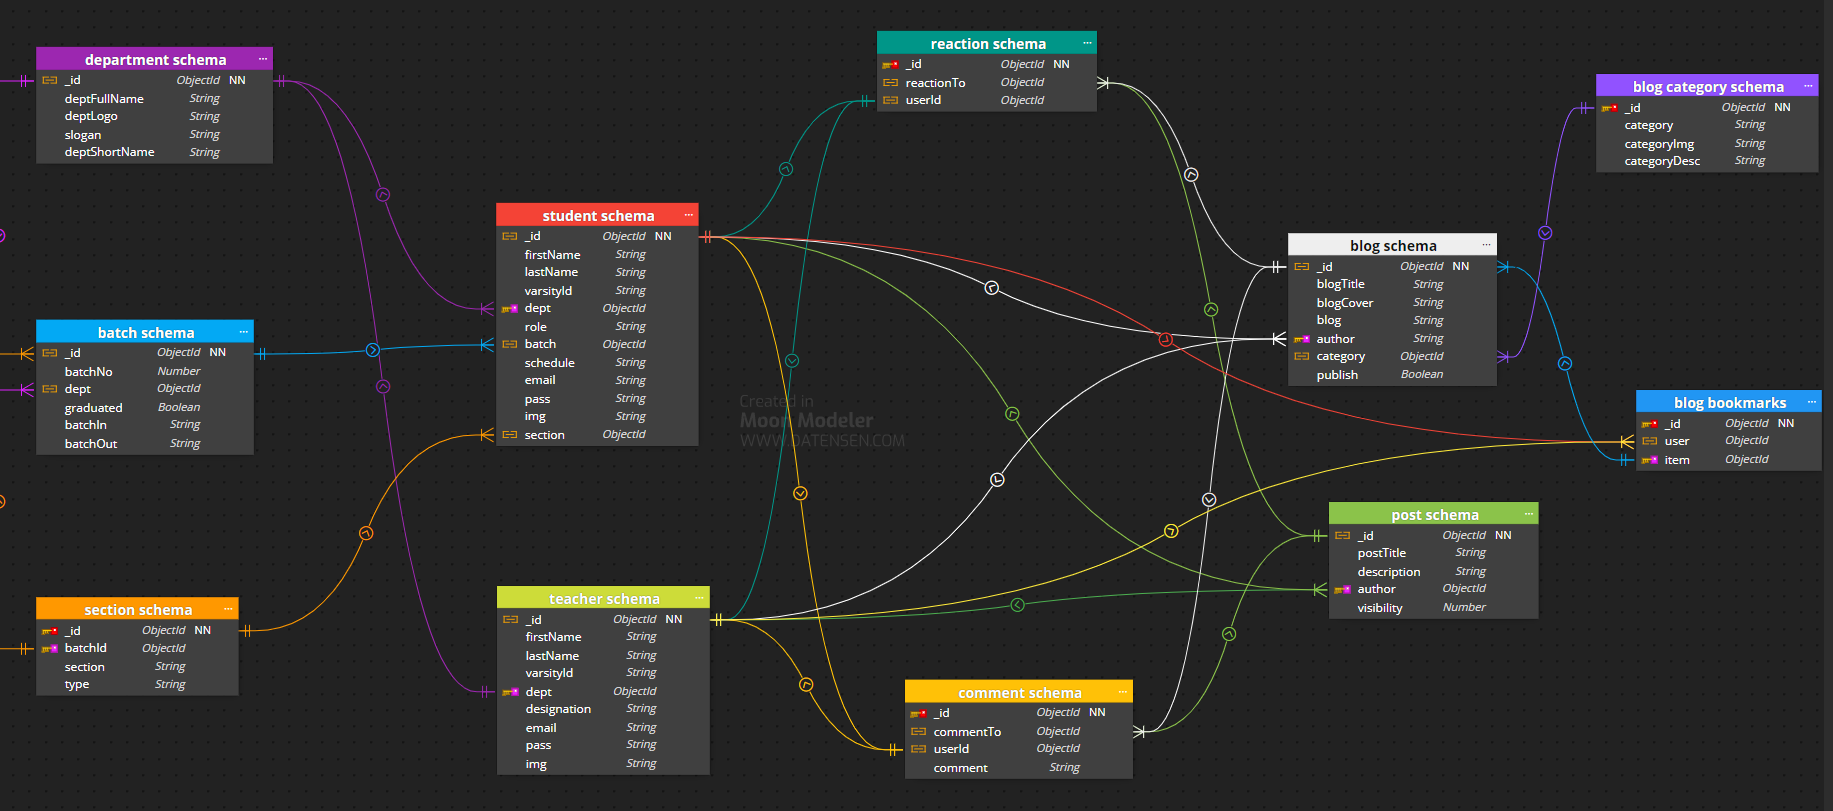 department schema ...
_id ObjectId NN
deptFullName String
deptLogo String
slogan String
deptShortName String
batch schema ...
_id ObjectId NN
batchNo Number
dept ObjectId
graduated Boolean
batchIn String
batchOut String
section schema ...
_id ObjectId NN
batchId ObjectId
section String
type String
student schema ...
_id ObjectId NN
firstName String
lastName String
varsityId String
dept ObjectId
role String
batch ObjectId
schedule String
email String
pass String
img String
section ObjectId
teacher schema ...
_id ObjectId NN
firstName String
lastName String
varsityId String
dept ObjectId
designation String
email String
pass String
img String
Created in
Moon Modeler
WWW.DATENSEN.COM
reaction schema ...
_id ObjectId NN
reactionTo ObjectId
userId ObjectId
comment schema ...
_id ObjectId NN
commentTo ObjectId
userId ObjectId
comment String
blog schema ...
_id ObjectId NN
blogTitle String
blogCover String
blog String
author String
category ObjectId
publish Boolean
post schema ...
_id ObjectId NN
postTitle String
description String
author ObjectId
visibility Number
blog category schema ...
_id ObjectId NN
category String
categoryImg String
categoryDesc String
blog bookmarks ...
_id ObjectId NN
user ObjectId
item ObjectId